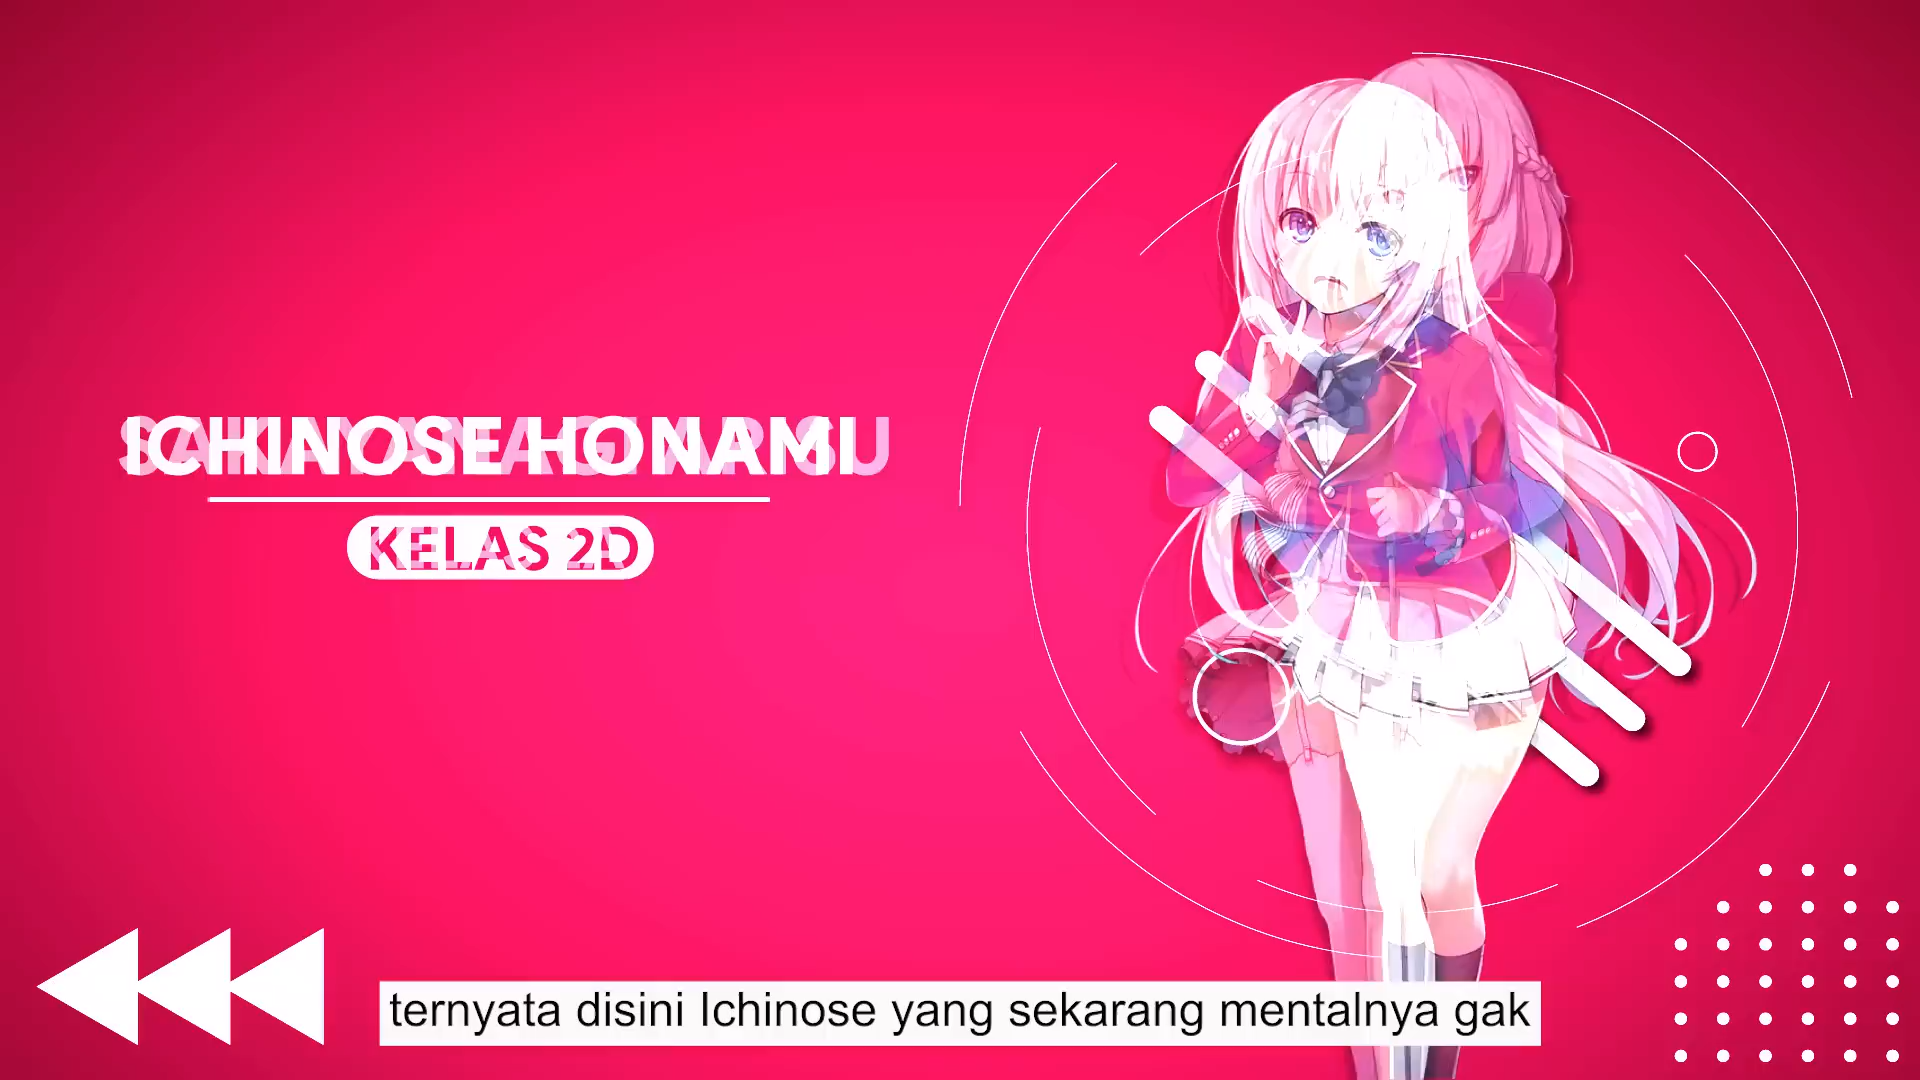 ICHINOSE HONAMI
KELAS 2D
ternyata disini Ichinose yang sekarang mentalnya gak